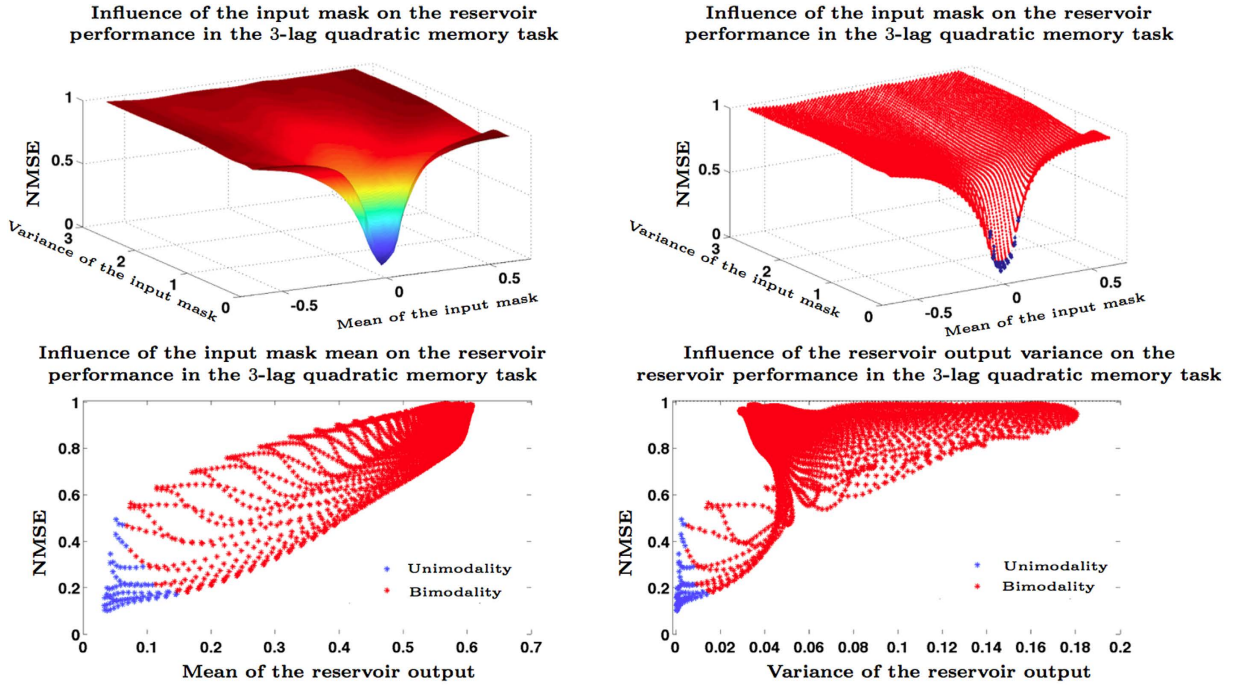 Influence of the input mask on the reservoir
performance in the 3-lag quadratic memory task
1
0.5
0
NMSE
3
2
1
0
Variance of the input mask
-0.5
0
0.5
Mean of the input mask
Influence of the input mask on the reservoir
performance in the 3-lag quadratic memory task
1
0.5
0
NMSE
3
2
1
0
Variance of the input mask
-0.5
0
0.5
Mean of the input mask
Influence of the input mask mean on the reservoir
performance in the 3-lag quadratic memory task
1
0.8
0.6
0.4
0.2
0
NMSE
Unimodality
Bimodality
0 0.1 0.2 0.3 0.4 0.5 0.6 0.7
Mean of the reservoir output
Influence of the reservoir output variance on the
reservoir performance in the 3-lag quadratic memory task
1
0.8
0.6
0.4
0.2
0
NMSE
Unimodality
Bimodality
0 0.02 0.04 0.06 0.08 0.1 0.12 0.14 0.16 0.18 0.2
Variance of the reservoir output